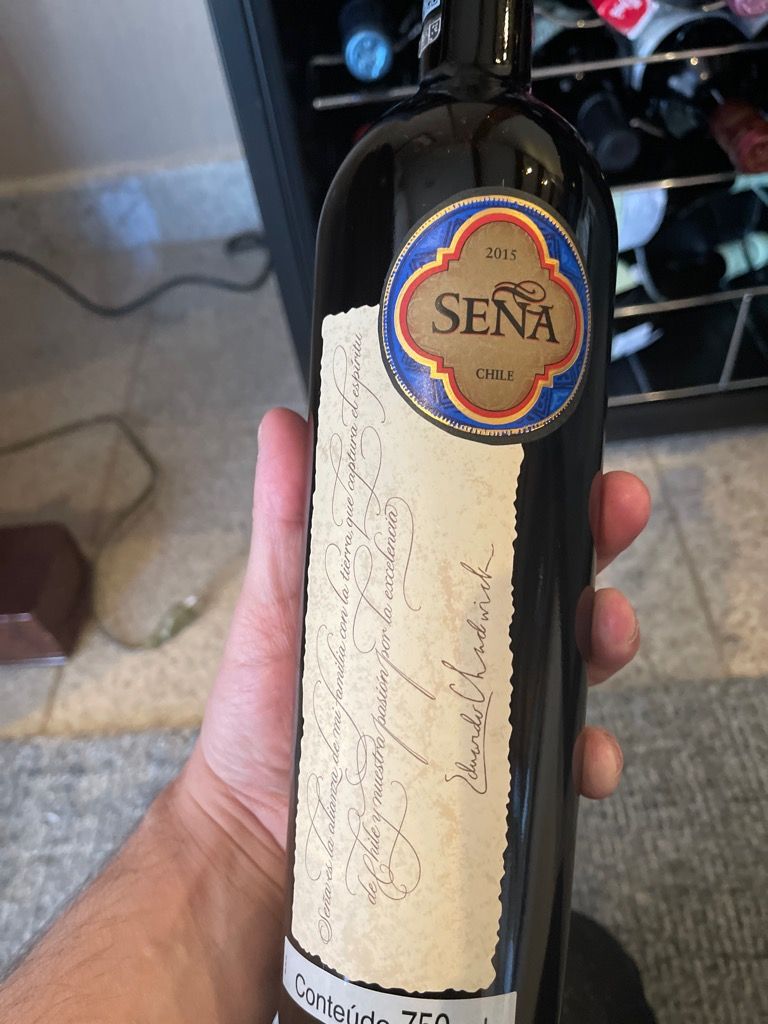 2015
SEÑA
CHILE
Seña es la alianza de mi familia con la tierra que captura el espíritu
de Chile y nuestra pasión por la excelencia
Eduardo Chadwick
Conteúdo 750